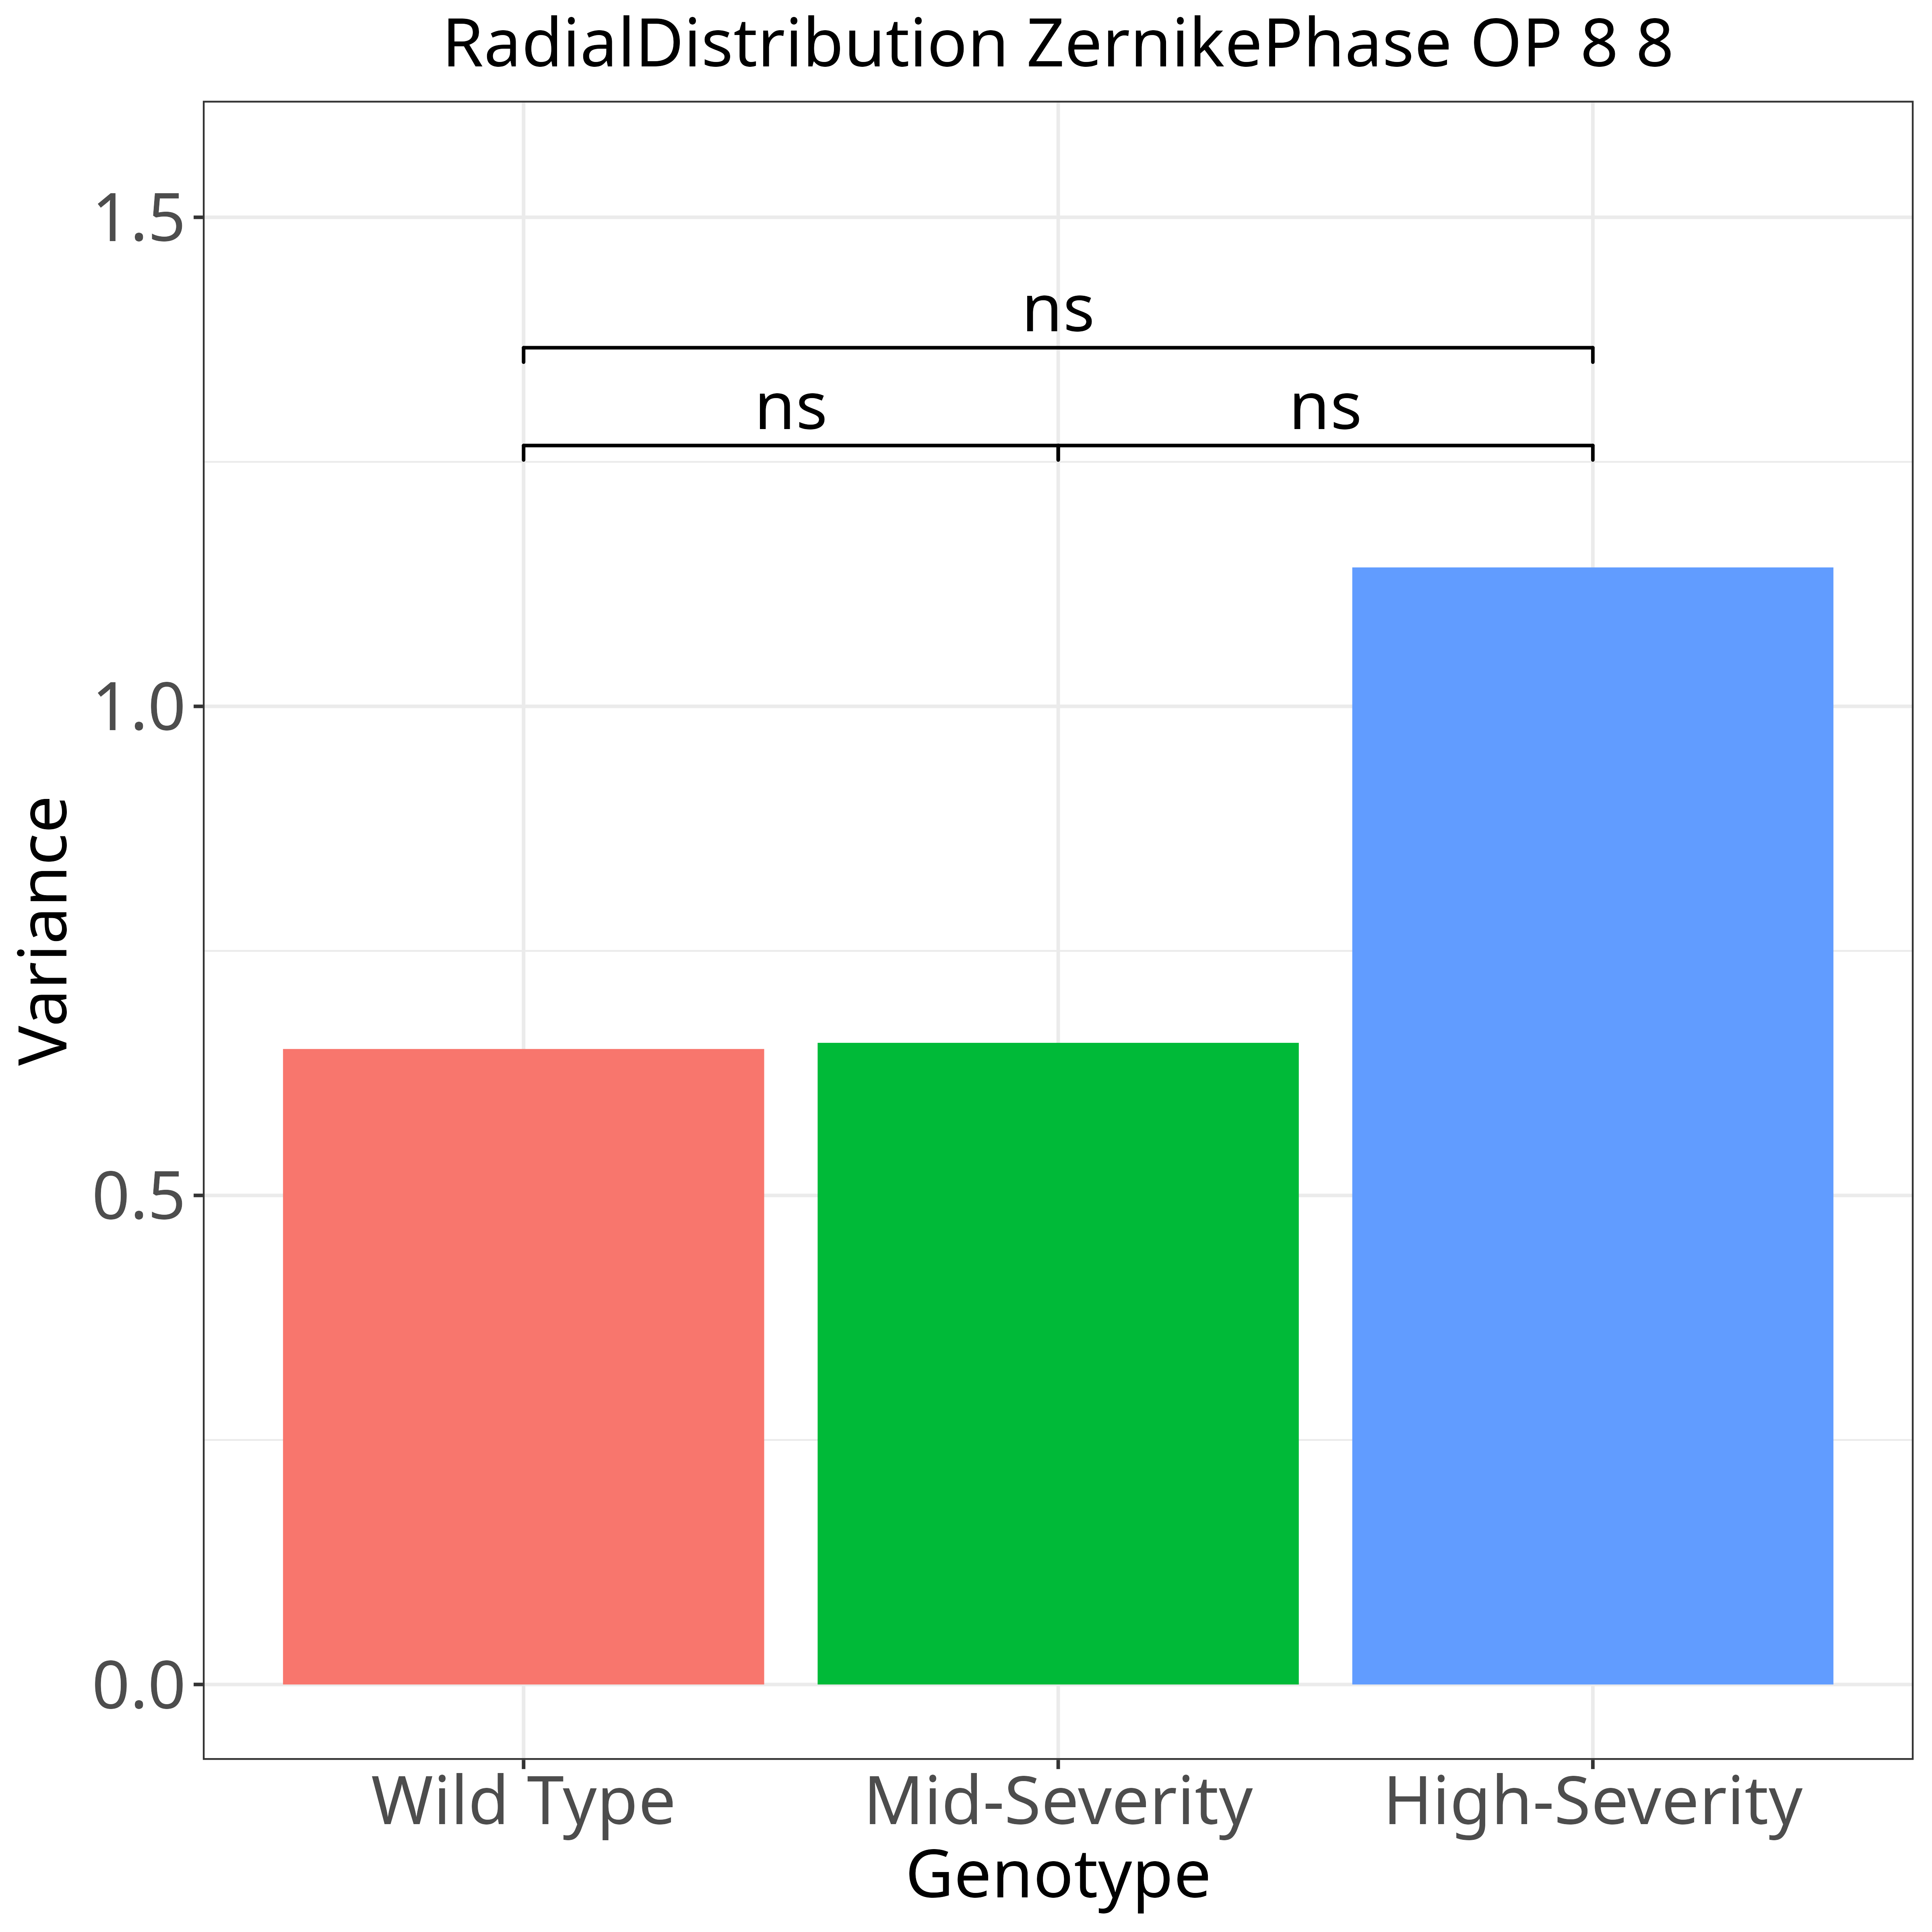 RadialDistribution ZernikePhase OP 8 8
1.5
ns
ns ns
1.0
Variance
0.5
0.0
Wild Type Mid-Severity High-Severity
Genotype